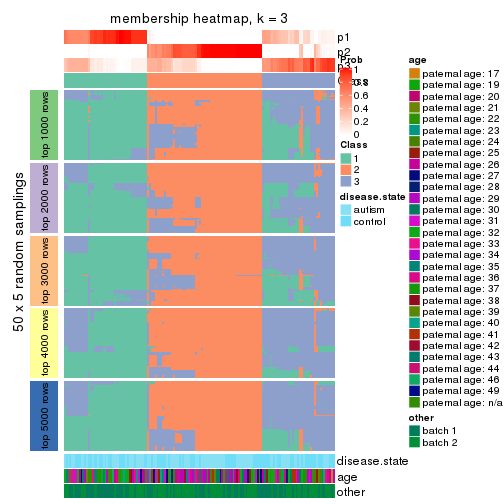 membership heatmap, k = 3
p1
p2
p3
Prob
1
0.8
0.6
0.4
0.2
0
Class
1
2
3
disease.state
autism
control
50 x 5 random samplings
top 1000 rows
top 2000 rows
top 3000 rows
top 4000 rows
top 5000 rows
disease.state
age
other
age
paternal age: 17
paternal age: 19
paternal age: 20
paternal age: 21
paternal age: 22
paternal age: 23
paternal age: 24
paternal age: 25
paternal age: 26
paternal age: 27
paternal age: 28
paternal age: 29
paternal age: 30
paternal age: 31
paternal age: 32
paternal age: 33
paternal age: 34
paternal age: 35
paternal age: 36
paternal age: 37
paternal age: 38
paternal age: 39
paternal age: 40
paternal age: 41
paternal age: 42
paternal age: 43
paternal age: 44
paternal age: 46
paternal age: 49
paternal age: n/a
other
batch 1
batch 2